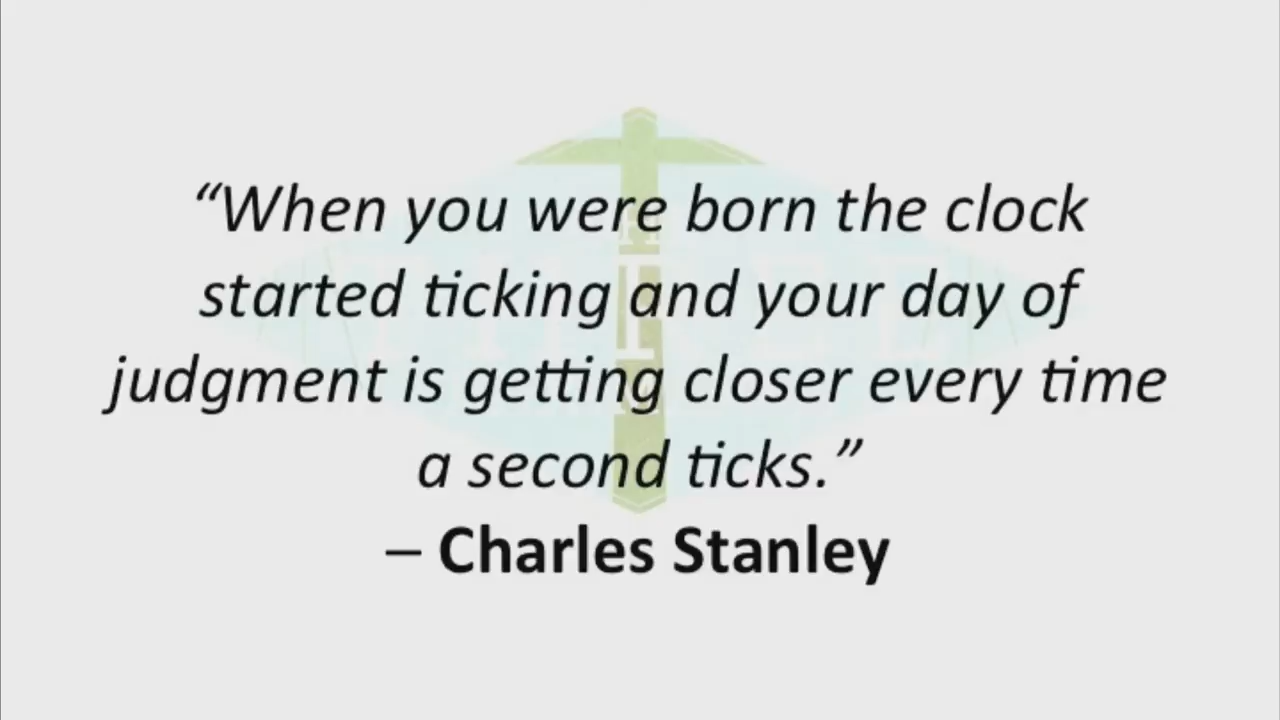 “When you were born the clock
started ticking and your day of
judgment is getting closer every time
a second ticks.”
– Charles Stanley